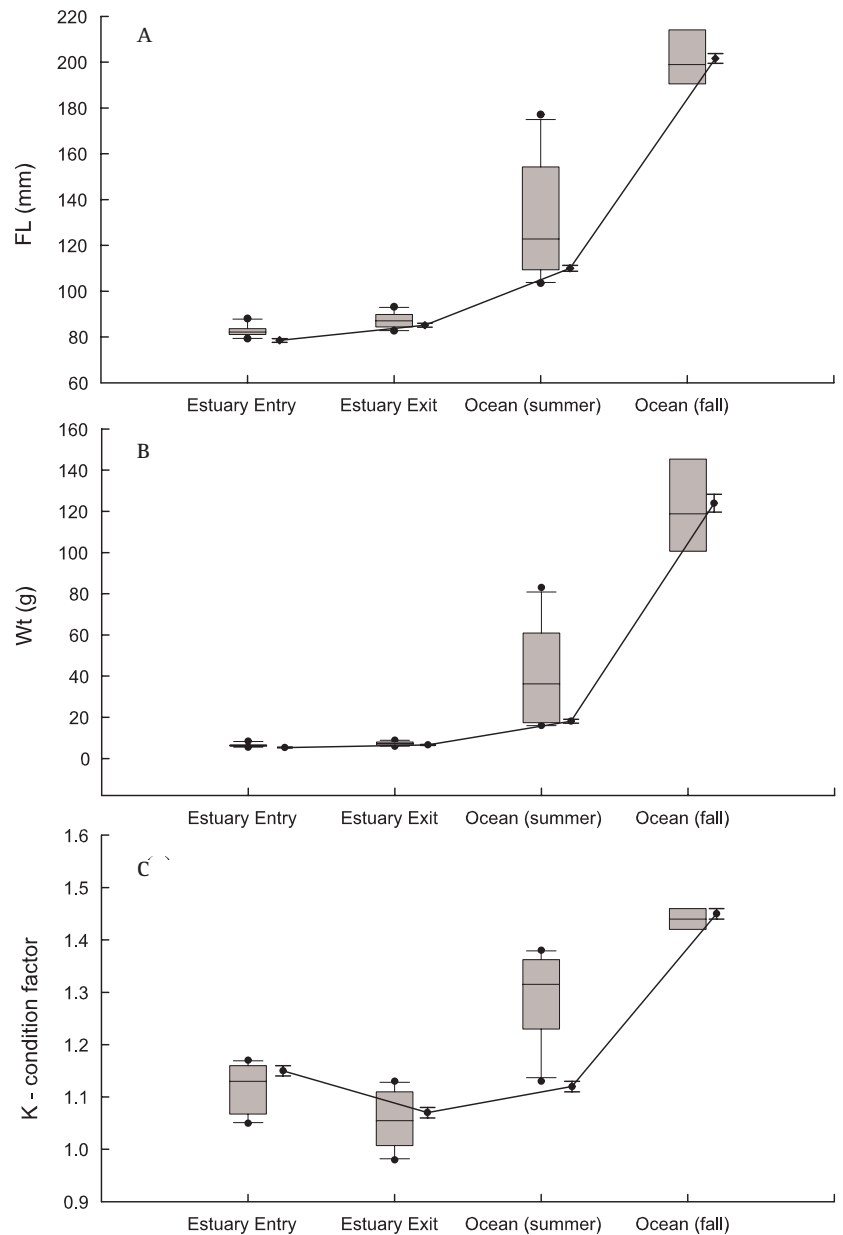 A
220
200
180
160
140
120
100
80
60
FL (mm)
Estuary Entry Estuary Exit Ocean (summer) Ocean (fall)
B
160
140
120
100
80
60
40
20
0
Wt (g)
Estuary Entry Estuary Exit Ocean (summer) Ocean (fall)
C
1.6
1.5
1.4
1.3
1.2
1.1
1.0
0.9
K - condition factor
Estuary Entry Estuary Exit Ocean (summer) Ocean (fall)